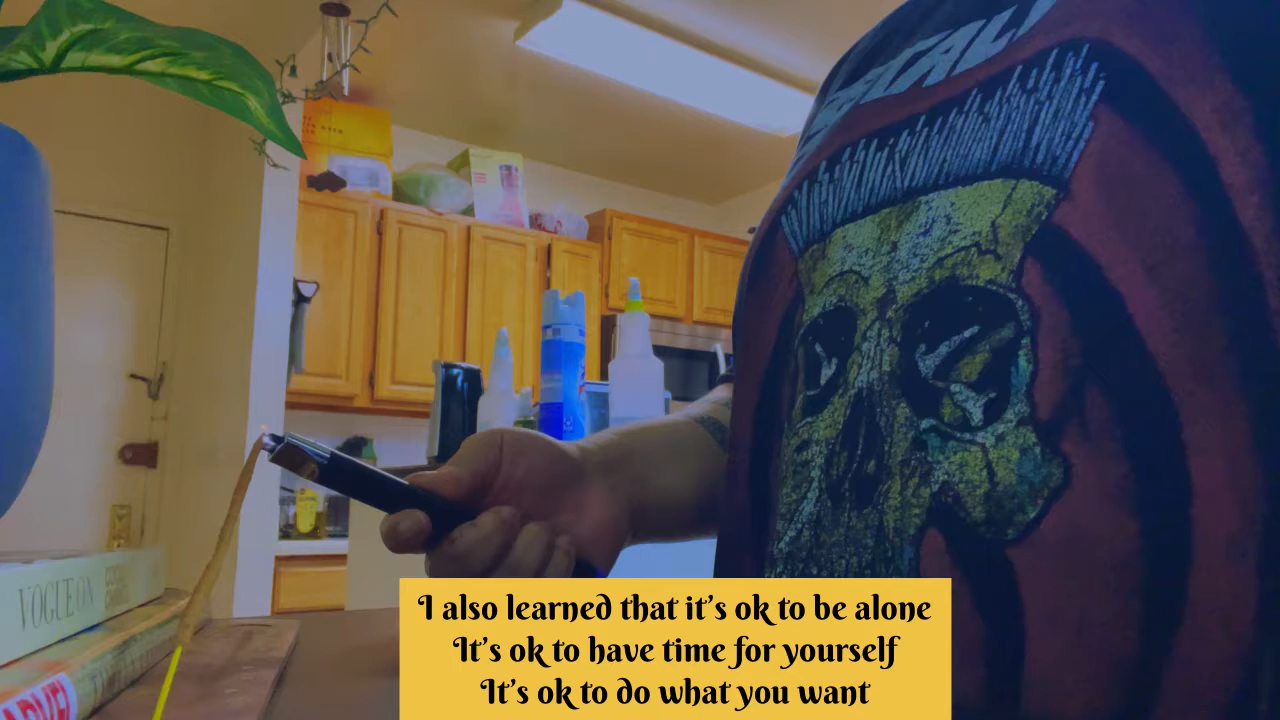 I also learned that it's ok to be alone
It's ok to have time for yourself
It's ok to do what you want
VOGUE ON